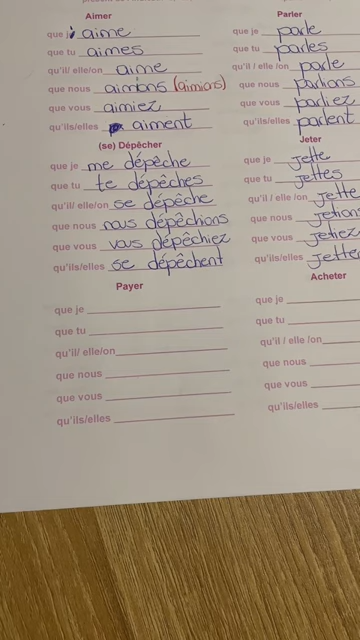 Aimer
que j' aime
que tu aimes
qu'il/ elle/on aime
que nous aimions (aimions)
que vous aimiez
qu'ils/elles aiment
(se) Dépêcher
que je me dépêche
que tu te dépêches
qu'il/ elle/on se dépêche
que nous nous dépêchions
que vous vous dépêchiez
qu'ils/elles se dépêchent
Payer
que je
que tu
qu'il/ elle/on
que nous
que vous
qu'ils/elles
Parler
que je parle
que tu parles
qu'il / elle /on parle
que nous parlions
que vous parliez
qu'ils/elles parlent
Jeter
que je jette
que tu jettes
qu'il / elle /on jette
que nous
que vous jetiez
qu'ils/elles
Acheter
que je
que tu
qu'il / elle /on
que nous
que vous
qu'ils/elles